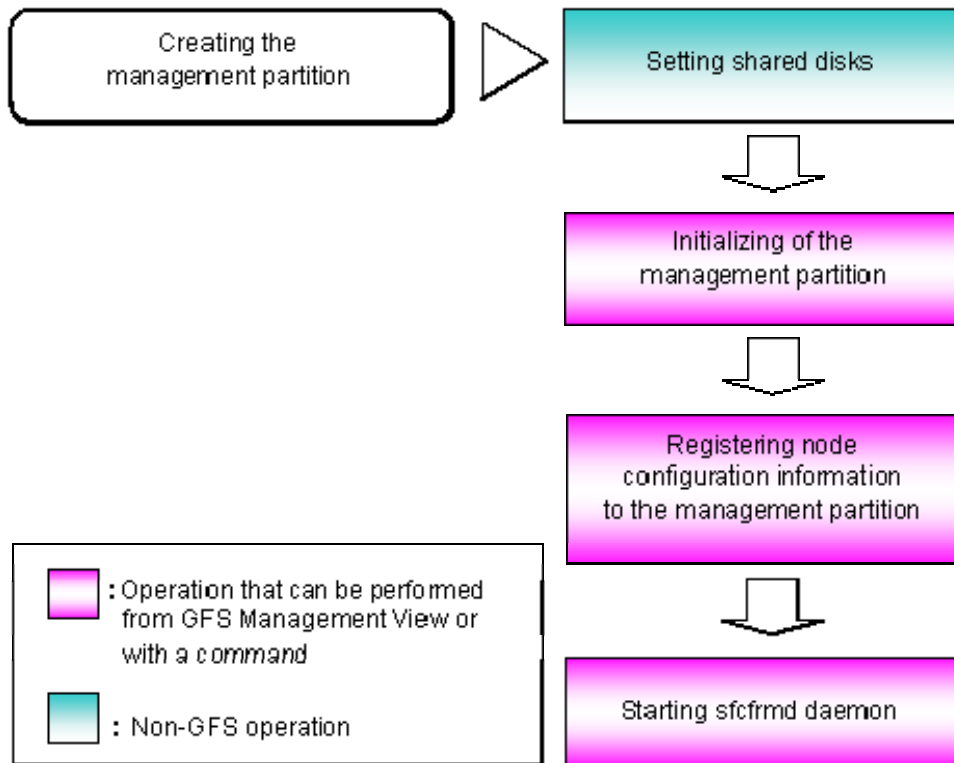 Creating the
management partition
Setting shared disks
Initializing of the
management partition
Registering node
configuration information
to the management partition
: Operation that can be performed
from GFS Management View or
with a command
: Non-GFS operation
Starting sfcfrmd daemon